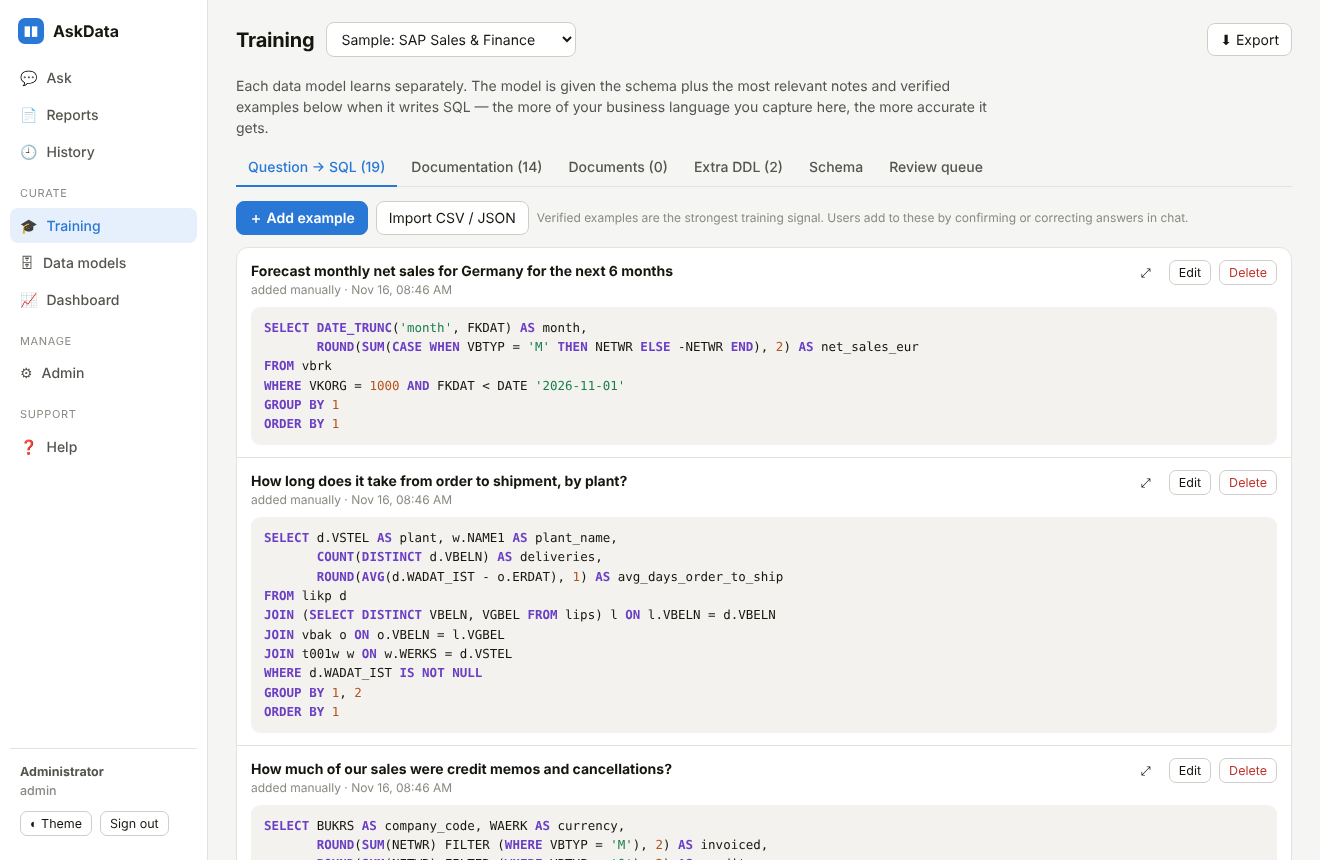 AskData
Ask
Reports
History
CURATE
Training
Data models
Dashboard
MANAGE
Admin
SUPPORT
Help
Administrator
admin
Theme
Sign out
Training
Sample: SAP Sales & Finance
Export
Each data model learns separately. The model is given the schema plus the most relevant notes and verified
examples below when it writes SQL — the more of your business language you capture here, the more accurate it
gets.
Question → SQL (19)
Documentation (14)
Documents (0)
Extra DDL (2)
Schema
Review queue
+ Add example
Import CSV / JSON
Verified examples are the strongest training signal. Users add to these by confirming or correcting answers in chat.
Forecast monthly net sales for Germany for the next 6 months
Edit
Delete
added manually · Nov 16, 08:46 AM
SELECT DATE_TRUNC('month', FKDAT) AS month,
ROUND(SUM(CASE WHEN VBTYP = 'M' THEN NETWR ELSE -NETWR END), 2) AS net_sales_eur
FROM vbrk
WHERE VKORG = 1000 AND FKDAT < DATE '2026-11-01'
GROUP BY 1
ORDER BY 1
How long does it take from order to shipment, by plant?
Edit
Delete
added manually · Nov 16, 08:46 AM
SELECT d.VSTEL AS plant, w.NAME1 AS plant_name,
COUNT(DISTINCT d.VBELN) AS deliveries,
ROUND(AVG(d.WADAT_IST - o.ERDAT), 1) AS avg_days_order_to_ship
FROM likp d
JOIN (SELECT DISTINCT VBELN, VGBEL FROM lips) l ON l.VBELN = d.VBELN
JOIN vbak o ON o.VBELN = l.VGBEL
JOIN t001w w ON w.WERKS = d.VSTEL
WHERE d.WADAT_IST IS NOT NULL
GROUP BY 1, 2
ORDER BY 1
How much of our sales were credit memos and cancellations?
Edit
Delete
added manually · Nov 16, 08:46 AM
SELECT BUKRS AS company_code, WAERK AS currency,
ROUND(SUM(NETWR) FILTER (WHERE VBTYP = 'M'), 2) AS invoiced,